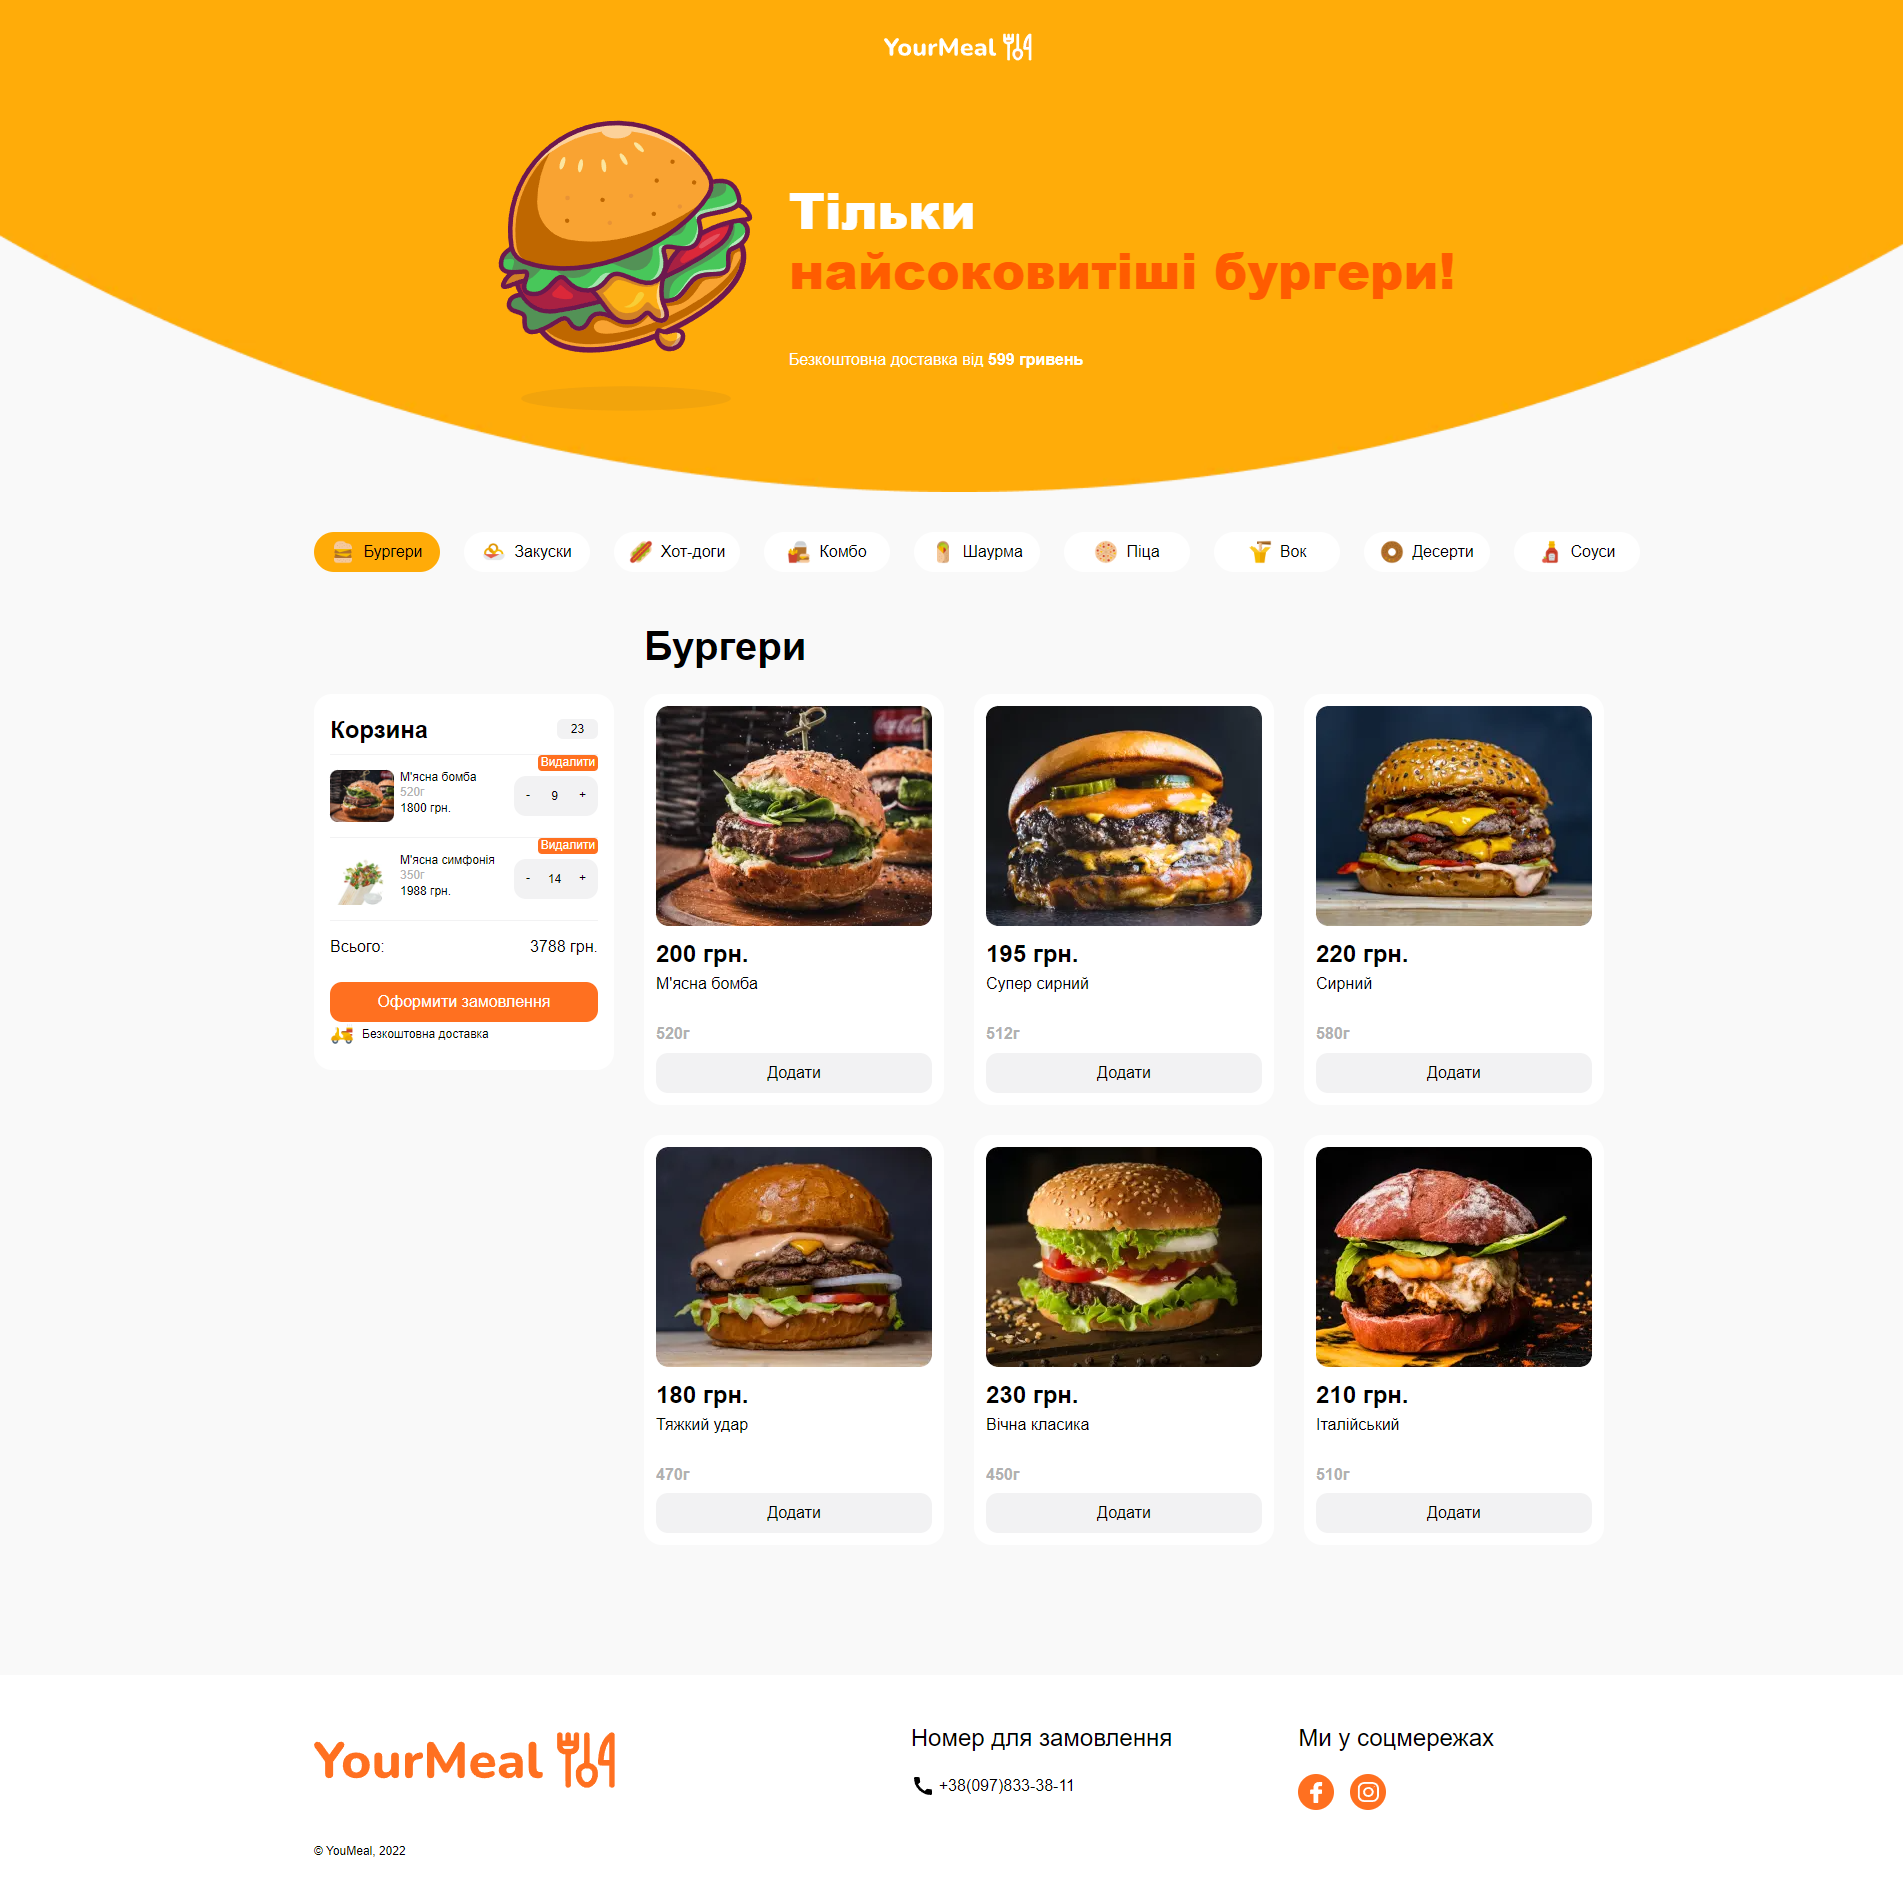 YourMeal
Тільки
найсоковитіші бургери!
Безкоштовна доставка від 599 гривень
Бургери
Закуски
Хот-доги
Комбо
Шаурма
Піца
Вок
Десерти
Соуси
Бургери
Корзина
23
Видалити
М'ясна бомба
520г
1800 грн.
- 9 +
Видалити
М'ясна симфонія
350г
1988 грн.
- 14 +
Всього: 3788 грн.
Оформити замовлення
Безкоштовна доставка
200 грн.
М'ясна бомба
520г
Додати
195 грн.
Супер сирний
512г
Додати
220 грн.
Сирний
580г
Додати
180 грн.
Тяжкий удар
470г
Додати
230 грн.
Вічна класика
450г
Додати
210 грн.
Італійський
510г
Додати
YourMeal
Номер для замовлення
+38(097)833-38-11
Ми у соцмережах
© YouMeal, 2022